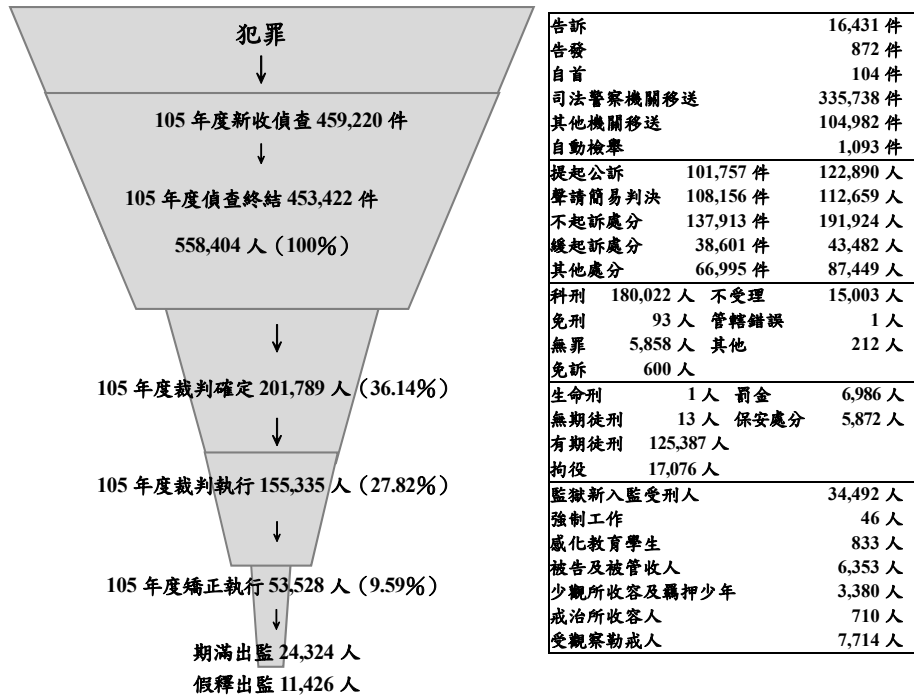 犯罪
↓
105 年度新收偵查 459,220 件
↓
105 年度偵查終結 453,422 件
558,404 人（100%）
↓
105 年度裁判確定 201,789 人（36.14%）
↓
105 年度裁判執行 155,335 人（27.82%）
↓
105 年度矯正執行 53,528 人（9.59%）
↓
期滿出監 24,324 人
假釋出監 11,426 人
告訴 16,431 件
告發 872 件
自首 104 件
司法警察機關移送 335,738 件
其他機關移送 104,982 件
自動檢舉 1,093 件
提起公訴 101,757 件 122,890 人
聲請簡易判決 108,156 件 112,659 人
不起訴處分 137,913 件 191,924 人
緩起訴處分 38,601 件 43,482 人
其他處分 66,995 件 87,449 人
科刑 180,022 人 不受理 15,003 人
免刑 93 人 管轄錯誤 1 人
無罪 5,858 人 其他 212 人
免訴 600 人
生命刑 1 人 罰金 6,986 人
無期徒刑 13 人 保安處分 5,872 人
有期徒刑 125,387 人
拘役 17,076 人
監獄新入監受刑人 34,492 人
強制工作 46 人
感化教育學生 833 人
被告及被管收人 6,353 人
少觀所收容及羈押少年 3,380 人
戒治所收容人 710 人
受觀察勒戒人 7,714 人